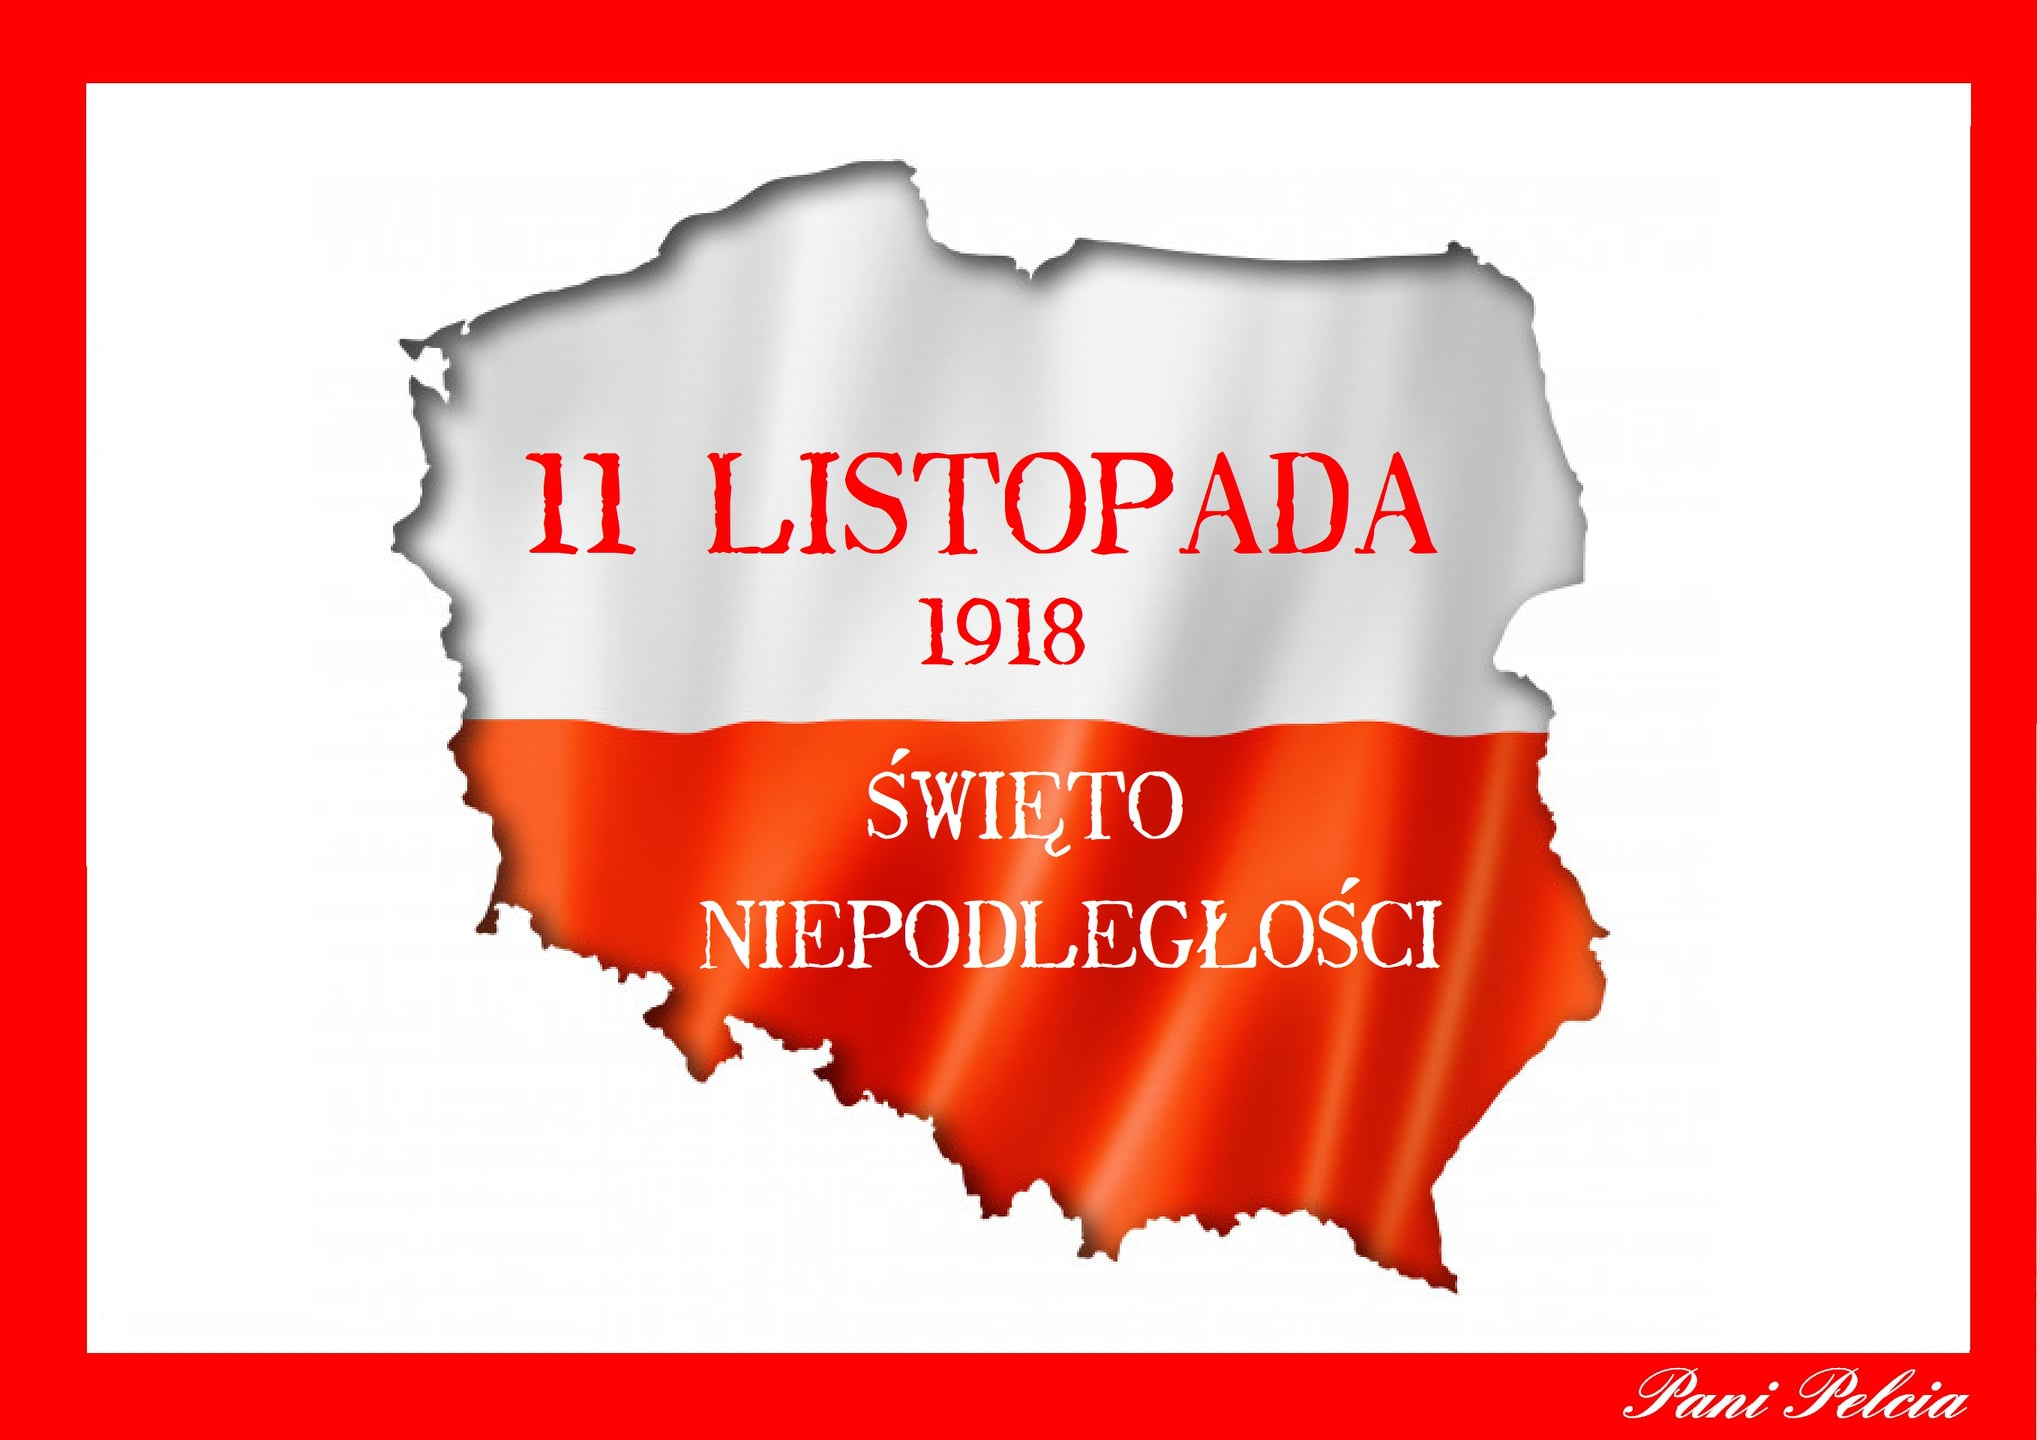 11 LISTOPADA
1918
ŚWIĘTO
NIEPODLEGŁOŚCI
Pani Pelcia